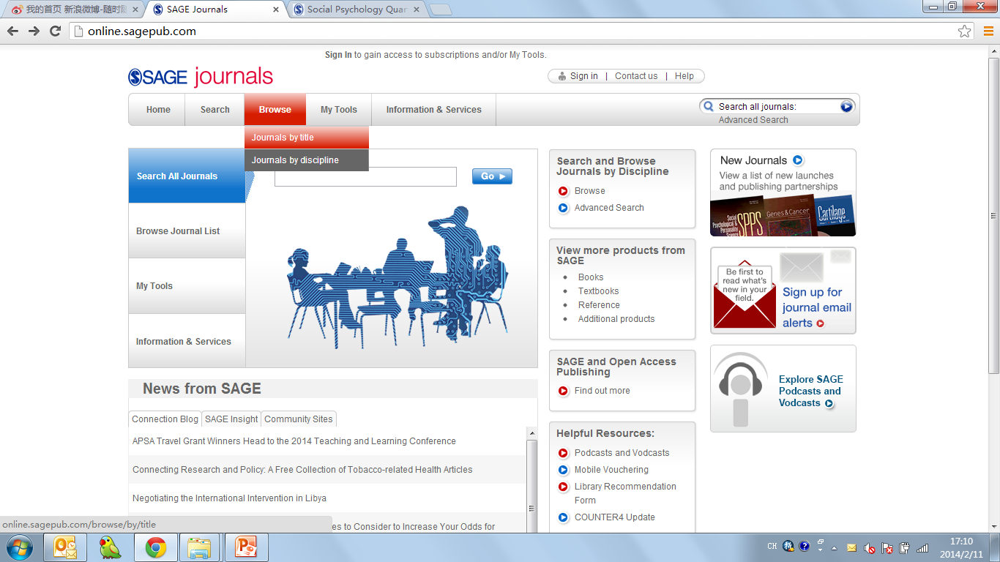 我的首页 新浪微博-随时随
SAGE Journals
Social Psychology Quar
online.sagepub.com
Sign In to gain access to subscriptions and/or My Tools.
SSAGE journals
Sign in | Contact us | Help
Home
Search
Browse
My Tools
Information & Services
Search all journals:
Advanced Search
Journals by title
Journals by discipline
Search All Journals
Go
Browse Journal List
My Tools
Information & Services
Search and Browse
Journals by Discipline
Browse
Advanced Search
View more products from
SAGE
Books
Textbooks
Reference
Additional products
SAGE and Open Access
Publishing
Find out more
Helpful Resources:
Podcasts and Vodcasts
Mobile Vouchering
Library Recommendation
Form
COUNTER4 Update
New Journals
View a list of new launches
and publishing partnerships
Social
Psychological &
Personality
Science
SPPS
Genes & Cancer
Cartilage
Be first to
read what's
new in your
field.
Sign up for
journal email
alerts
Explore SAGE
Podcasts and
Vodcasts
News from SAGE
Connection Blog
SAGE Insight
Community Sites
APSA Travel Grant Winners Head to the 2014 Teaching and Learning Conference
Connecting Research and Policy: A Free Collection of Tobacco-related Health Articles
Negotiating the International Intervention in Libya
es to Consider to Increase Your Odds for
online.sagepub.com/browse/by/title
CH
17:10
2014/2/11